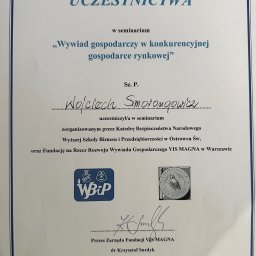 UCZESTNICTWA
w seminarium
„Wywiad gospodarczy w konkurencyjnej
gospodarce rynkowej”
Sz. P.
Wojciech Smorongowicz
uczestniczył/a w seminarium
zorganizowanym przez Katedrę Bezpieczeństwa Narodowego
Wyższej Szkoły Biznesu i Przedsiębiorczości w Ostrowcu Św.
oraz Fundację na Rzecz Rozwoju Wywiadu Gospodarczego VIS MAGNA w Warszawie
WSBiP
Prezes Zarządu Fundacji VIS MAGNA
dr Krzysztof Surdyk